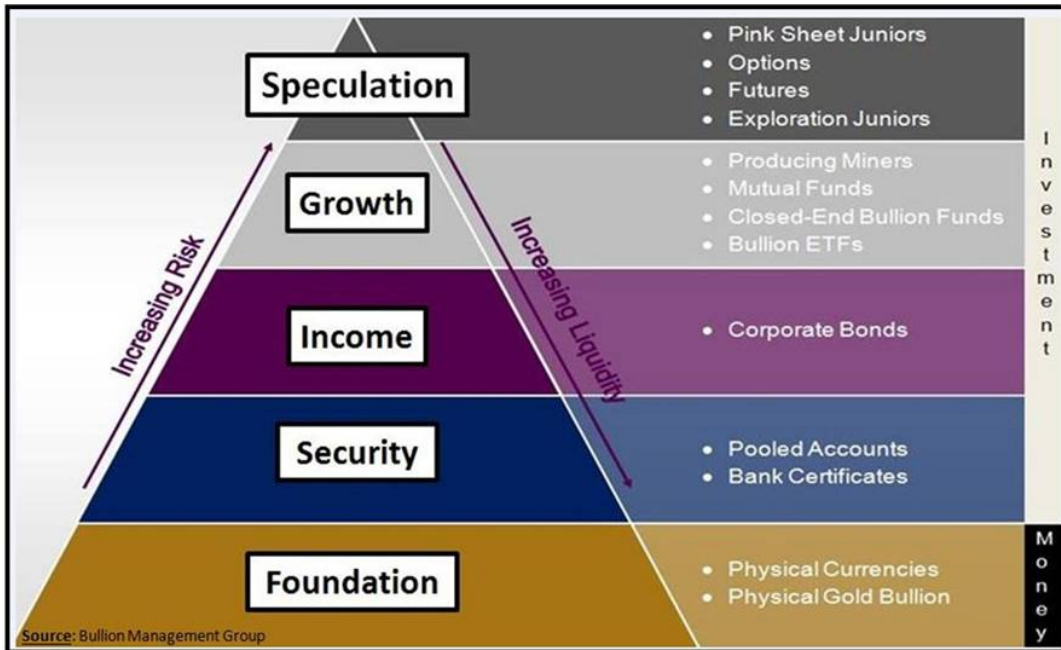 Speculation
• Pink Sheet Juniors
• Options
• Futures
• Exploration Juniors
Growth
• Producing Miners
• Mutual Funds
• Closed-End Bullion Funds
• Bullion ETFs
Income
• Corporate Bonds
Security
• Pooled Accounts
• Bank Certificates
Foundation
• Physical Currencies
• Physical Gold Bullion
Increasing Risk
Increasing Liquidity
Investment
Money
Source: Bullion Management Group